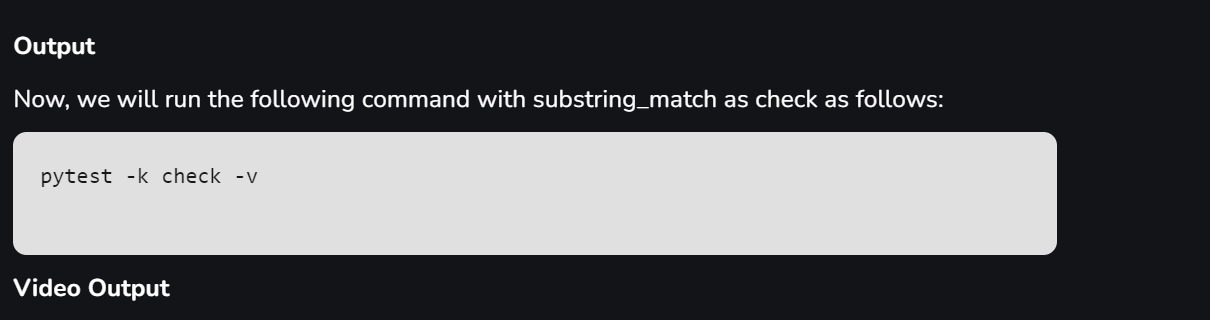 Output
Now, we will run the following command with substring_match as check as follows:
pytest -k check -v
Video Output